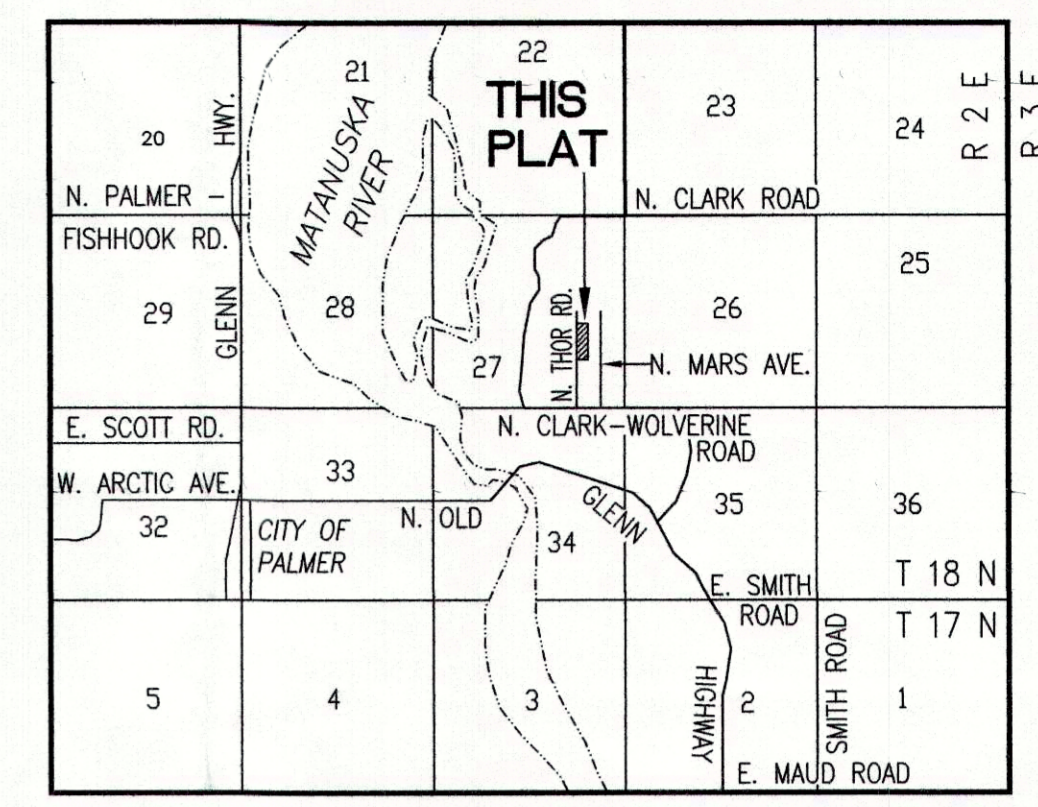 22
21
THIS
PLAT
23
24
R 2 E
R 3 E
20
HWY.
MATANUSKA
RIVER
N. PALMER -
N. CLARK ROAD
FISHHOOK RD.
25
29
GLENN
28
26
N. THOR RD.
27
N. MARS AVE.
E. SCOTT RD.
N. CLARK-WOLVERINE
ROAD
W. ARCTIC AVE.
33
32
CITY OF
PALMER
N. OLD
GLENN
34
35
36
T 18 N
E. SMITH
ROAD
T 17 N
5
4
3
HIGHWAY
2
SMITH ROAD
1
E. MAUD ROAD